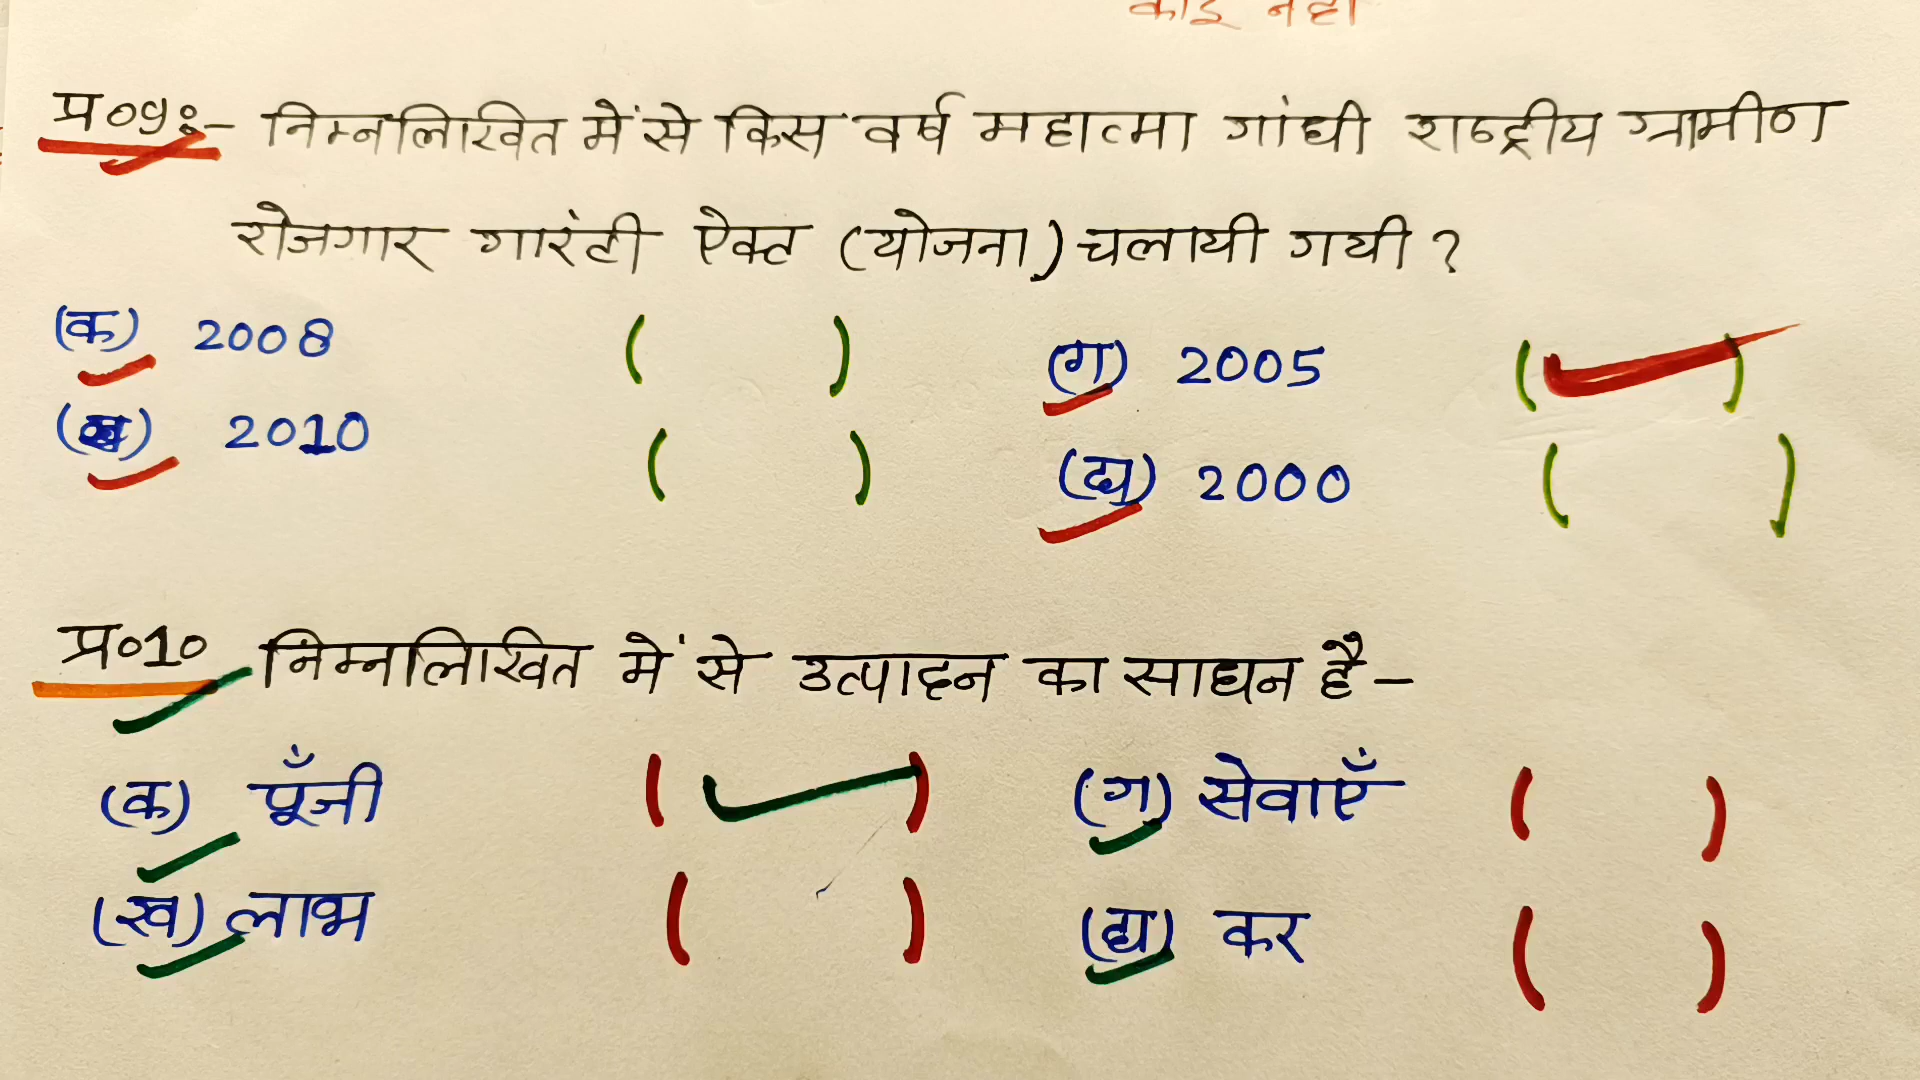 कोई नही
प्र०9:- निम्नलिखित में से किस वर्ष महात्मा गांधी राष्ट्रीय ग्रामीण
रोजगार गारंटी ऐक्ट (योजना) चलायी गयी ?
(क) 2008 ( ) (ग) 2005 (✓)
(ख) 2010 ( ) (घ) 2000 ( )
प्र०10 निम्नलिखित में से उत्पादन का साधन है-
(क) पूँजी (✓) (ग) सेवाएँ ( )
(ख) लाभ ( ) (घ) कर ( )